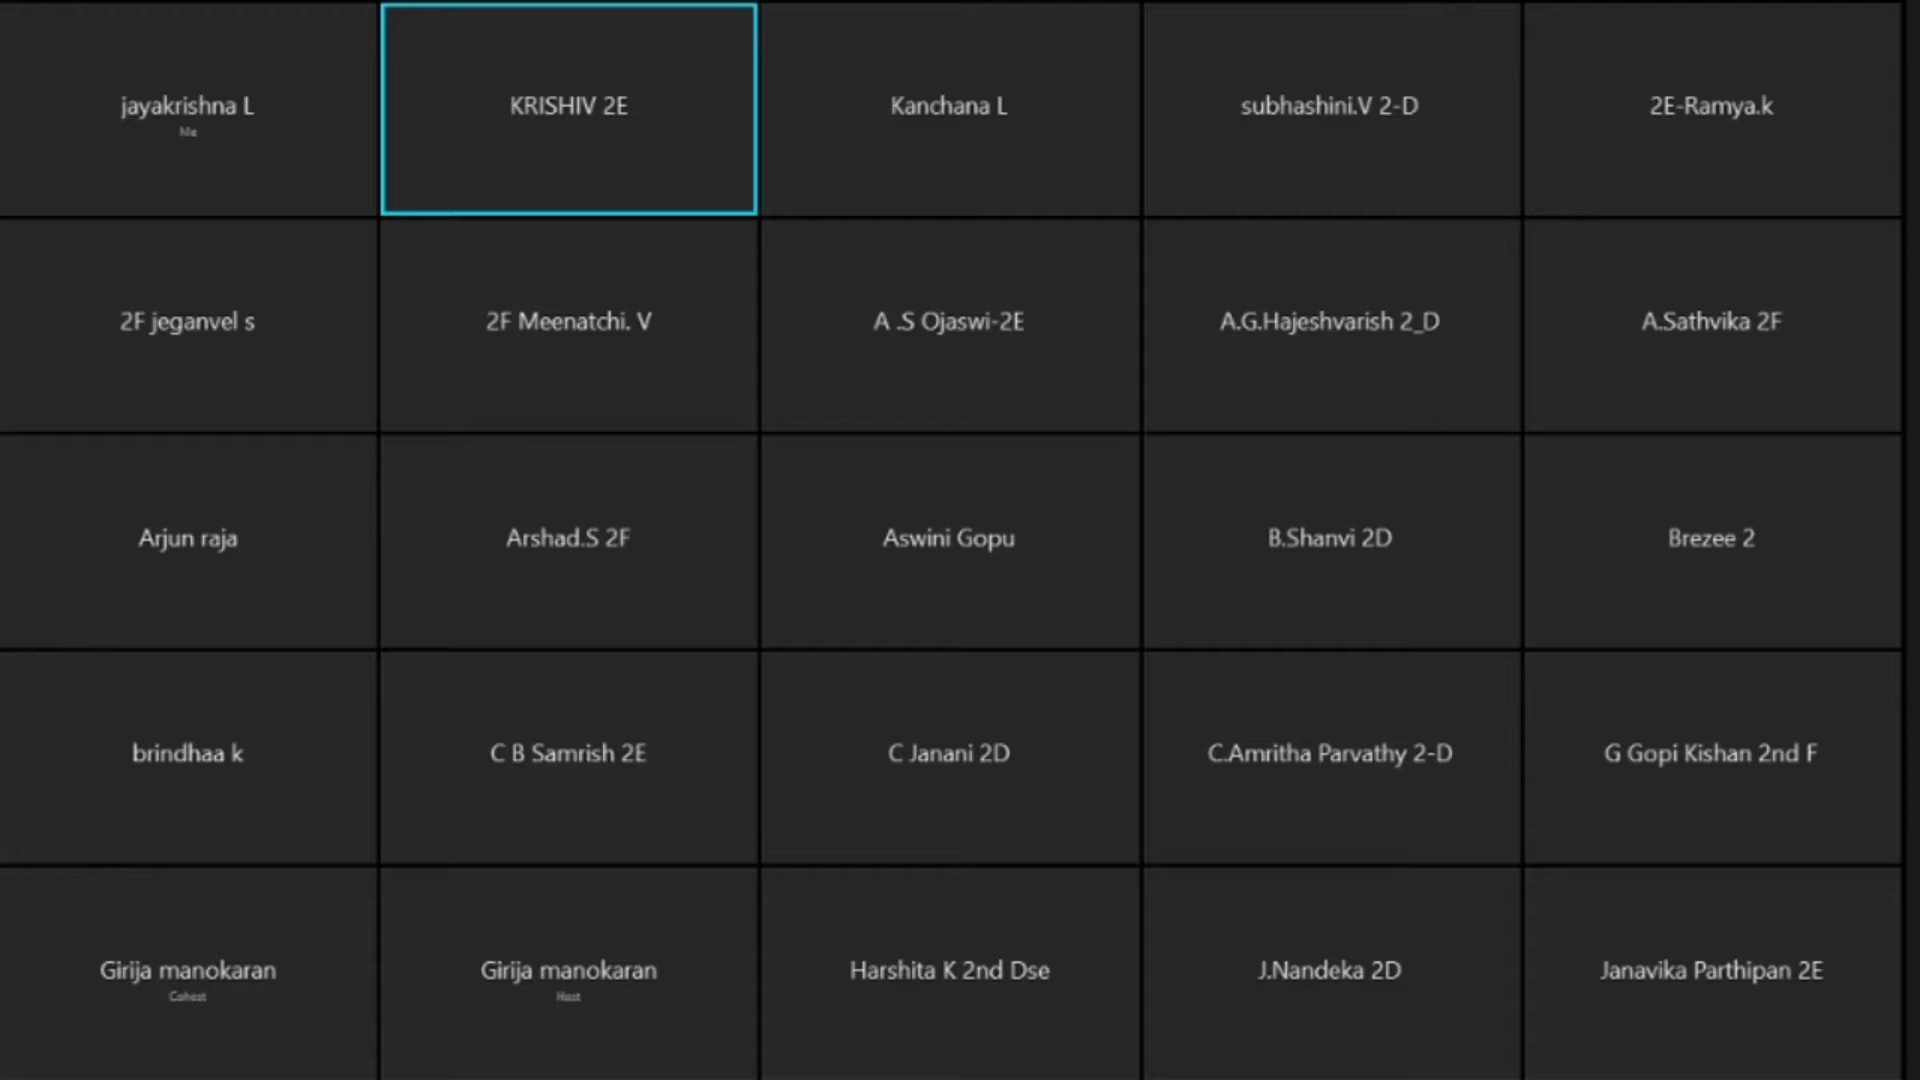 jayakrishna L
Me
KRISHIV 2E
Kanchana L
subhashini.V 2-D
2E-Ramya.k
2F jeganvel s
2F Meenatchi. V
A .S Ojaswi-2E
A.G.Hajeshvarish 2_D
A.Sathvika 2F
Arjun raja
Arshad.S 2F
Aswini Gopu
B.Shanvi 2D
Brezee 2
brindhaa k
C B Samrish 2E
C Janani 2D
C.Amritha Parvathy 2-D
G Gopi Kishan 2nd F
Girija manokaran
Cohost
Girija manokaran
Host
Harshita K 2nd Dse
J.Nandeka 2D
Janavika Parthipan 2E